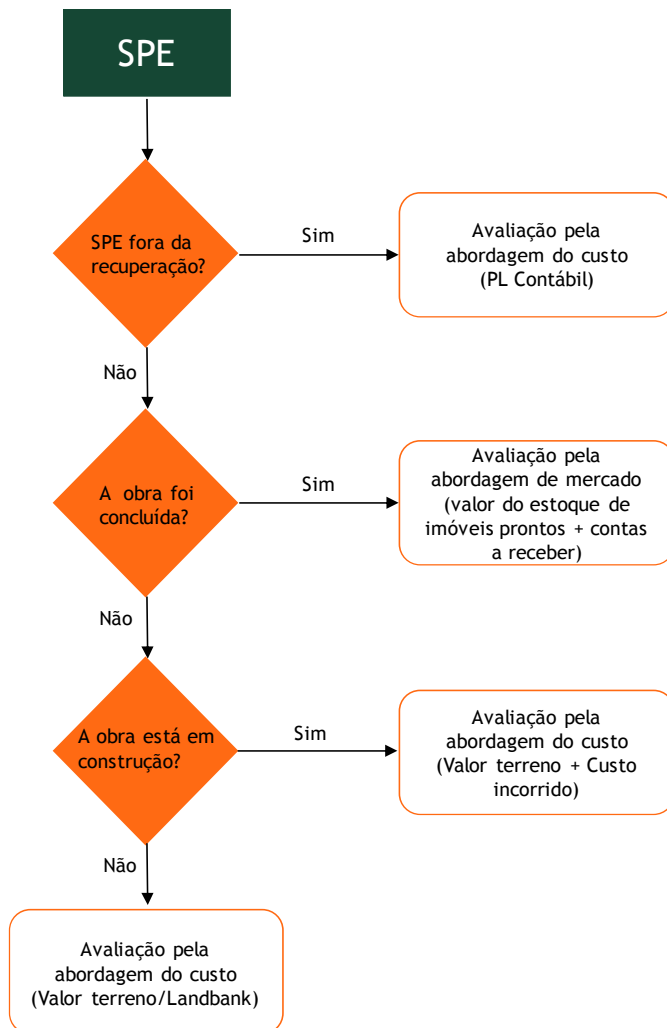 SPE
SPE fora da
recuperação?
Sim
Avaliação pela
abordagem do custo
(PL Contábil)
Não
A obra foi
concluída?
Sim
Avaliação pela
abordagem de mercado
(valor do estoque de
imóveis prontos + contas
a receber)
Não
A obra está em
construção?
Sim
Avaliação pela
abordagem do custo
(Valor terreno + Custo
incorrido)
Não
Avaliação pela
abordagem do custo
(Valor terreno/Landbank)